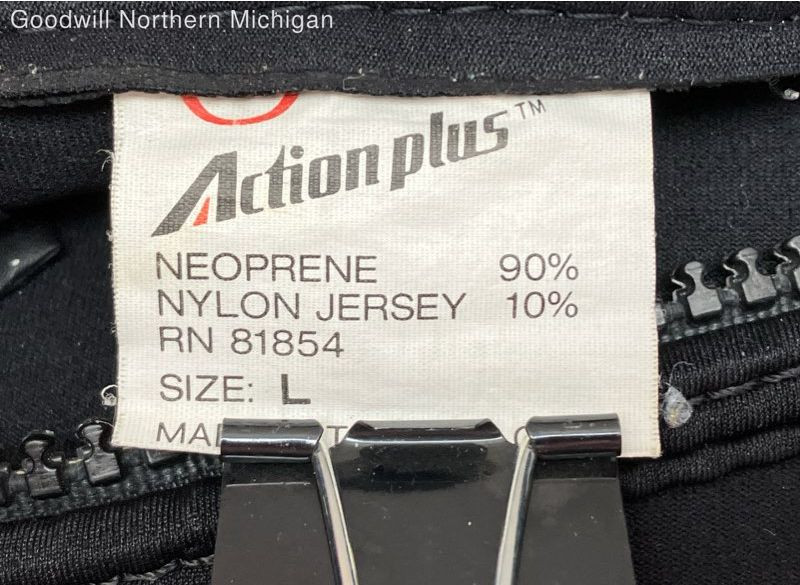 Goodwill Northern Michigan
Action plus™
NEOPRENE 90%
NYLON JERSEY 10%
RN 81854
SIZE: L